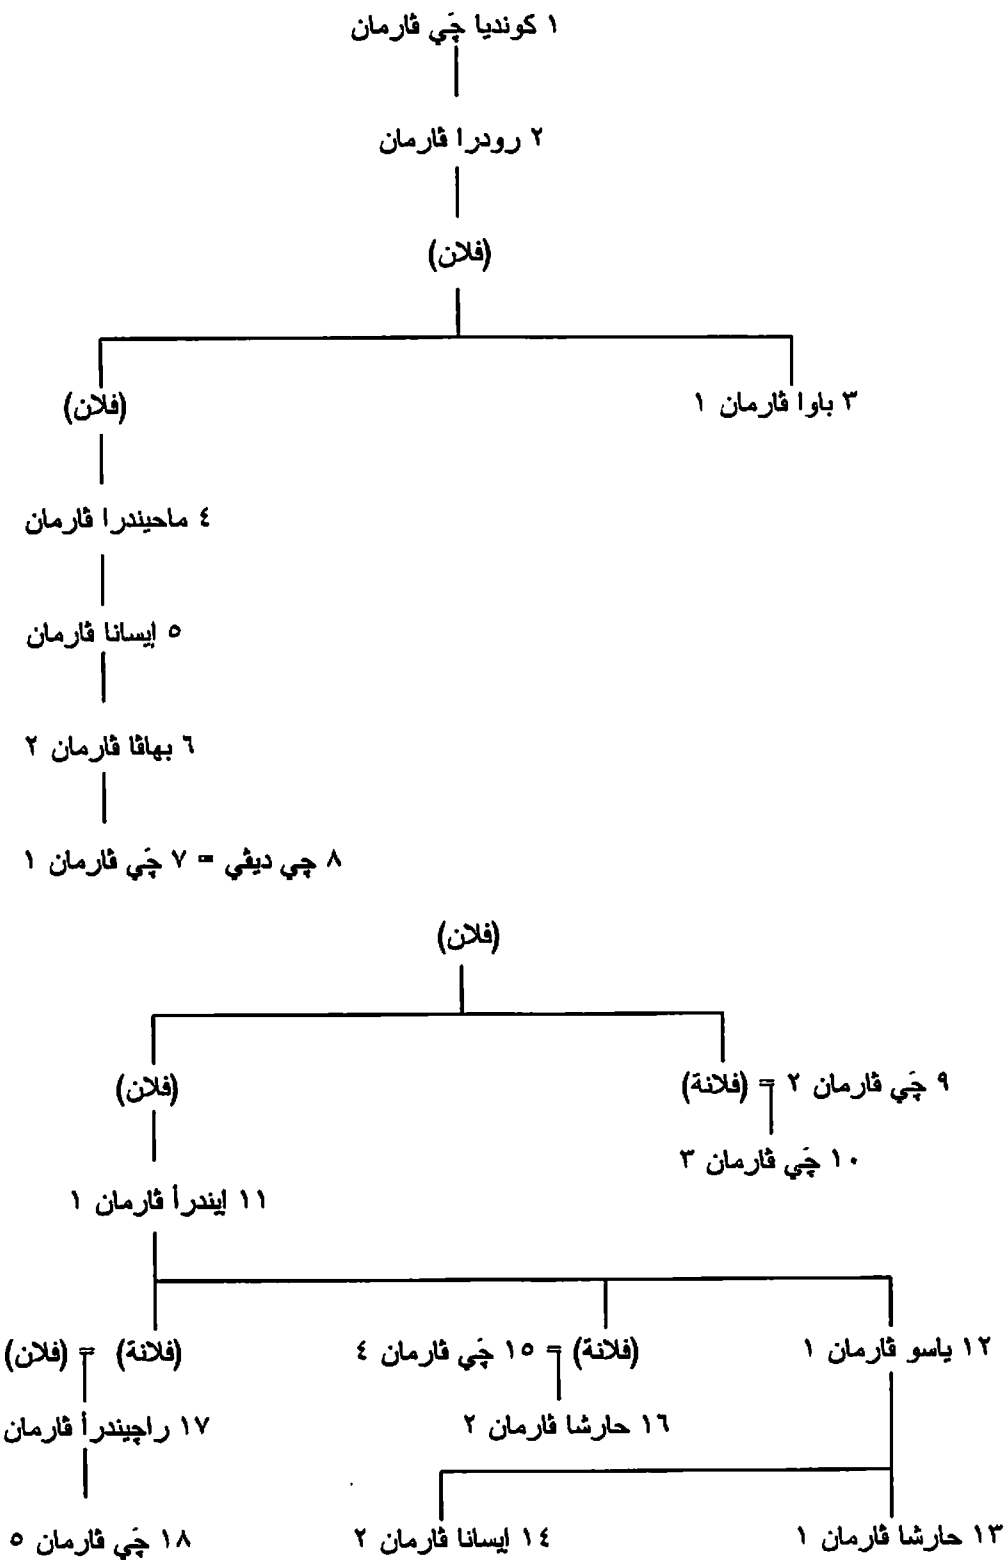 ١ كونديا چَي ڤارمان
٢ رودرا ڤارمان
(فلان)
٣ باوا ڤارمان ١
(فلان)
٤ ماحيندرا ڤارمان
٥ إيسانا ڤارمان
٦ بهاڤا ڤارمان ٢
٨ چي ديڤي = ٧ چَي ڤارمان ١
(فلان)
٩ چَي ڤارمان ٢ = (فلانة)
(فلان)
١٠ چَي ڤارمان ٣
١١ إيندرأ ڤارمان ١
١٢ ياسو ڤارمان ١
(فلانة) = ١٥ چَي ڤارمان ٤
(فلانة) = (فلان)
١٦ حارشا ڤارمان ٢
١٧ راچيندرأ ڤارمان
١٣ حارشا ڤارمان ١
١٤ إيسانا ڤارمان ٢
١٨ چَي ڤارمان ٥